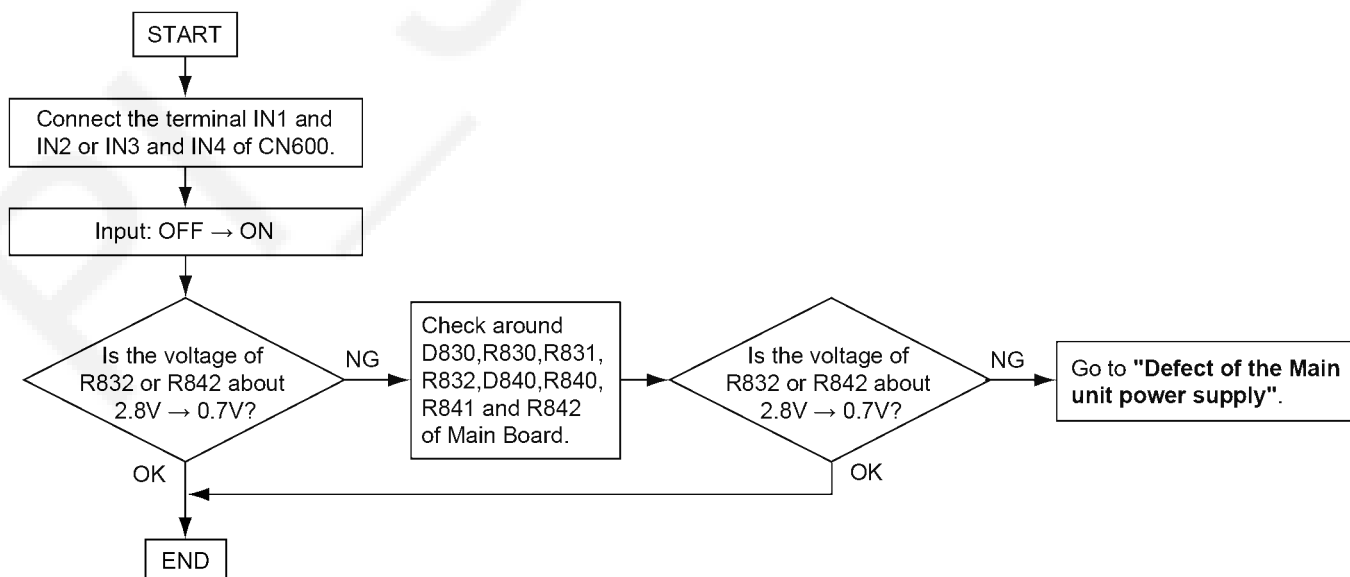 START
Connect the terminal IN1 and
IN2 or IN3 and IN4 of CN600.
Input: OFF → ON
Is the voltage of
R832 or R842 about
2.8V → 0.7V?
NG
OK
Check around
D830,R830,R831,
R832,D840,R840,
R841 and R842
of Main Board.
Is the voltage of
R832 or R842 about
2.8V → 0.7V?
NG
OK
Go to "Defect of the Main
unit power supply".
END